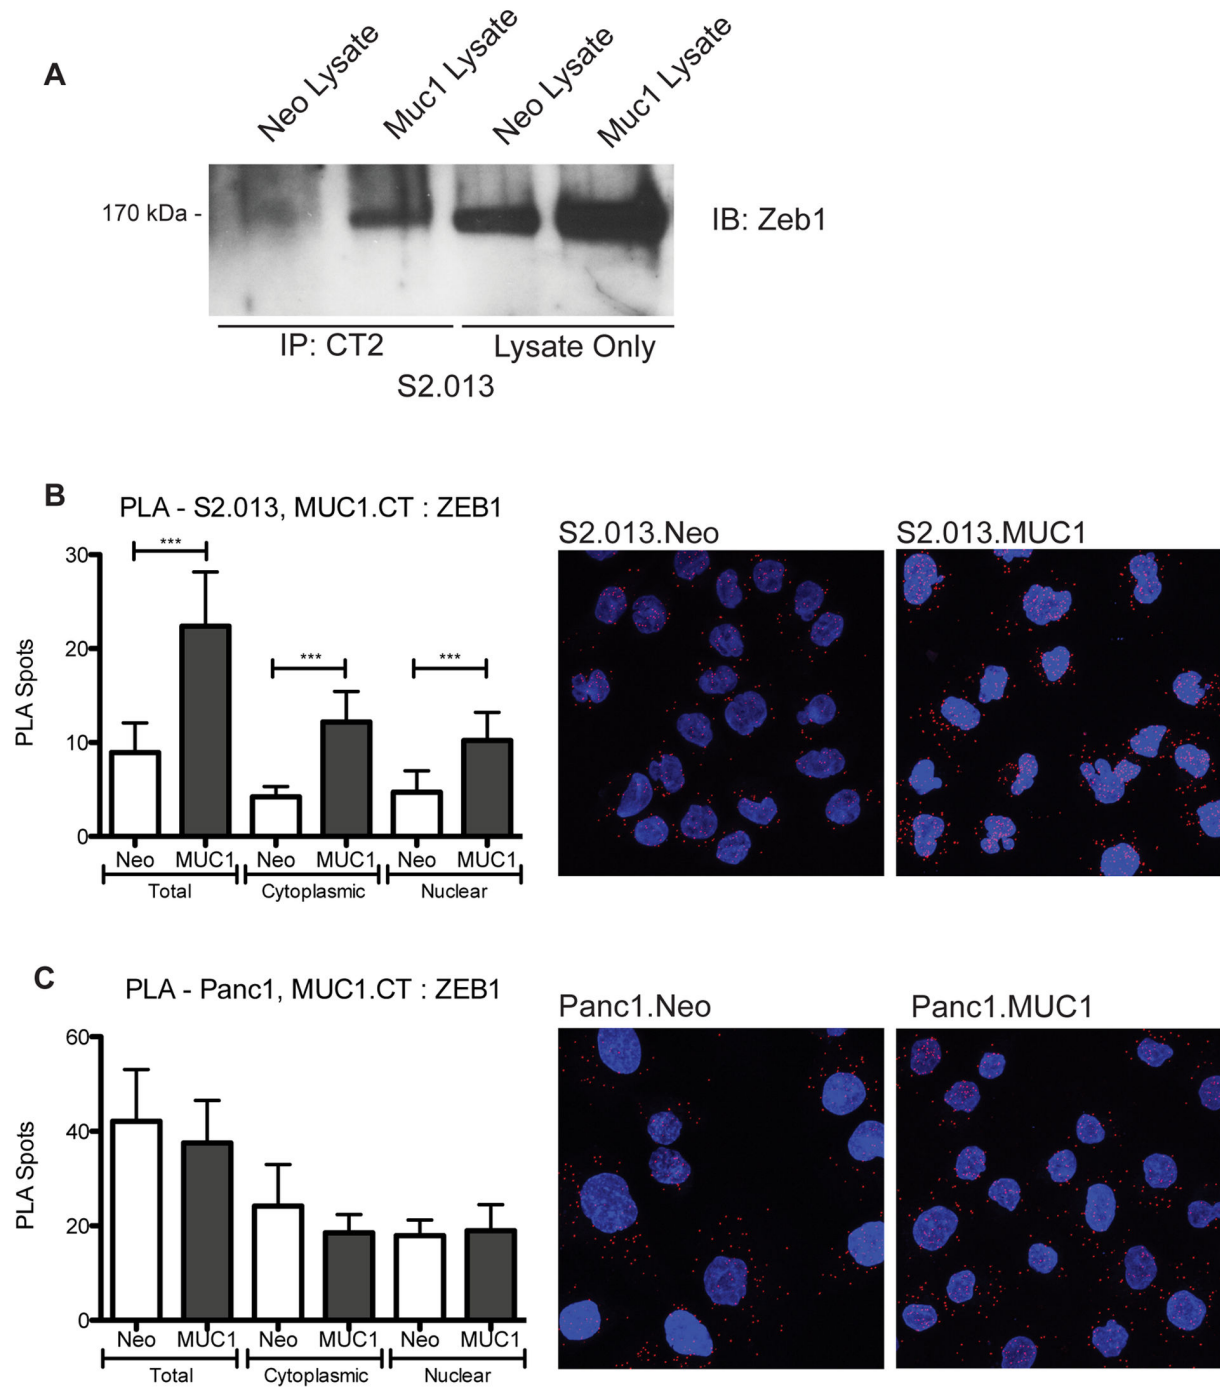 A
Neo Lysate
Muc1 Lysate
Neo Lysate
Muc1 Lysate
170 kDa -
IB: Zeb1
IP: CT2
Lysate Only
S2.013
B
PLA - S2.013, MUC1.CT : ZEB1
PLA Spots
30
20
10
0
***
***
***
Neo
MUC1
Neo
MUC1
Neo
MUC1
Total
Cytoplasmic
Nuclear
S2.013.Neo
S2.013.MUC1
C
PLA - Panc1, MUC1.CT : ZEB1
PLA Spots
60
40
20
0
Neo
MUC1
Neo
MUC1
Neo
MUC1
Total
Cytoplasmic
Nuclear
Panc1.Neo
Panc1.MUC1